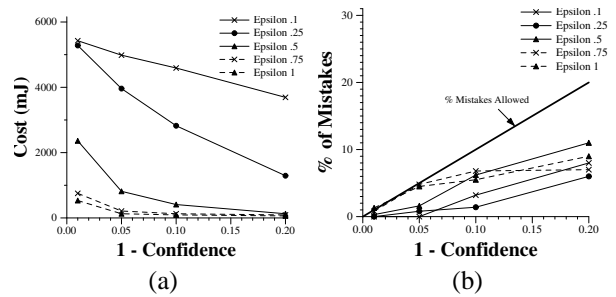 Cost (mJ)
6000
4000
2000
0
0.00
0.05
0.10
0.15
0.20
1 - Confidence
Epsilon .1
Epsilon .25
Epsilon .5
Epsilon .75
Epsilon 1
(a)
% of Mistakes
30
20
10
0
0.00
0.05
0.10
0.15
0.20
1 - Confidence
Epsilon .1
Epsilon .25
Epsilon .5
Epsilon .75
Epsilon 1
% Mistakes Allowed
(b)